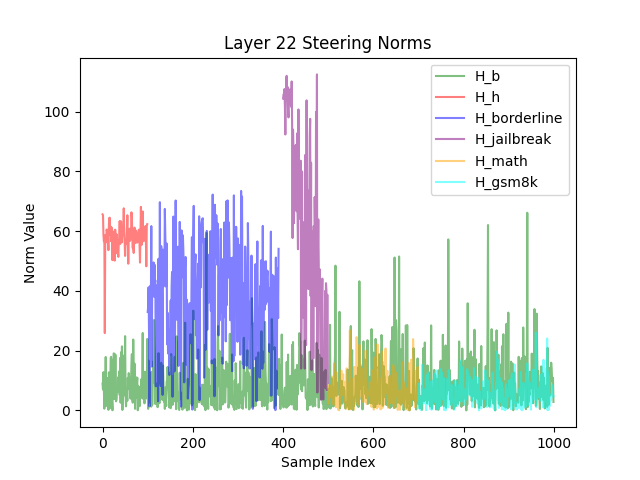 Layer 22 Steering Norms
Norm Value
100
80
60
40
20
0
H_b
H_h
H_borderline
H_jailbreak
H_math
H_gsm8k
0
200
400
600
800
1000
Sample Index